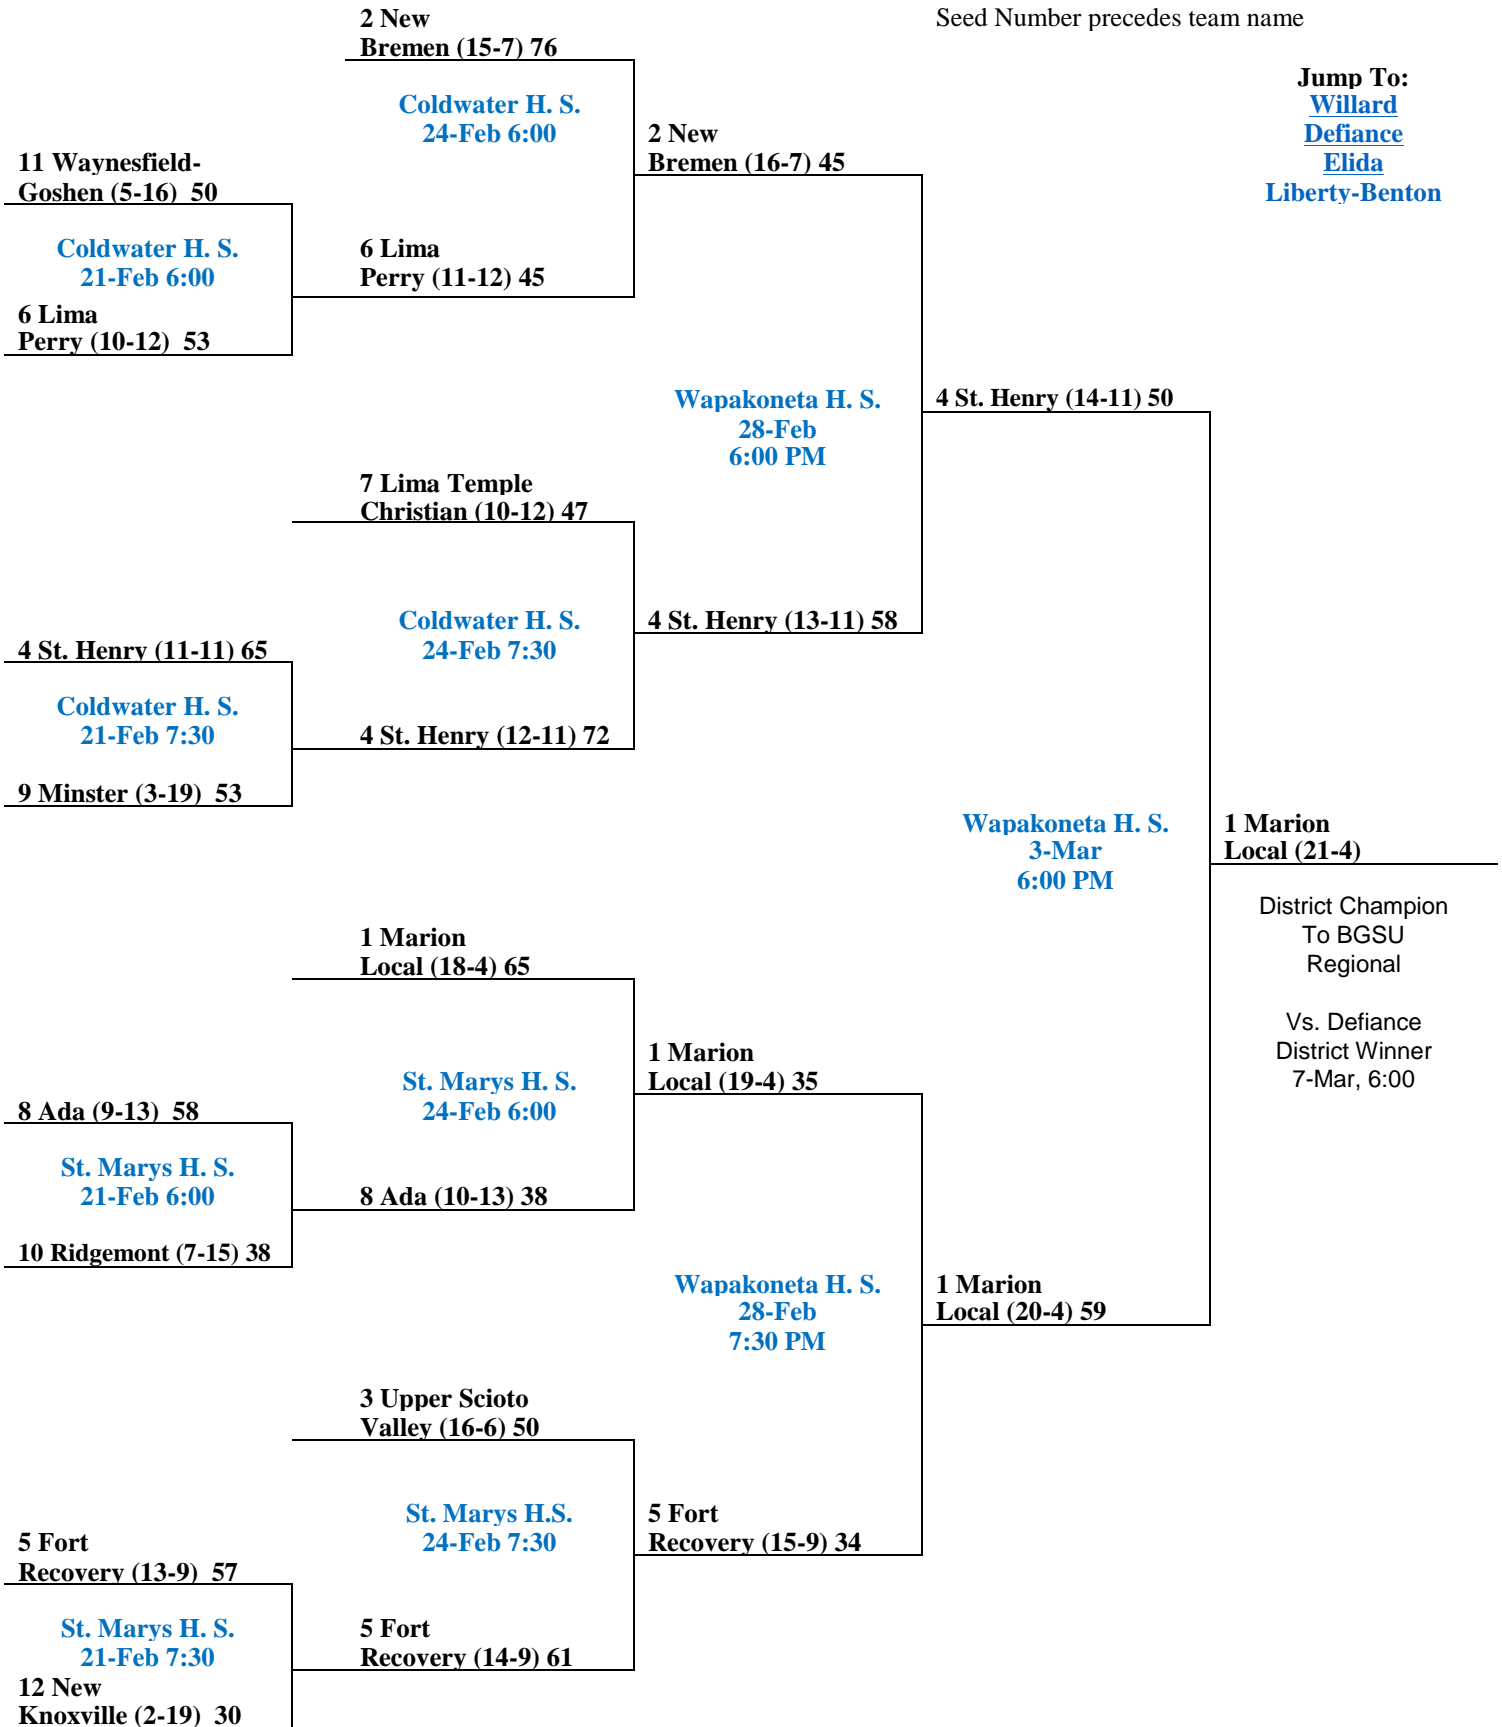 2 New
Bremen (15-7) 76
Seed Number precedes team name
Jump To:
Willard
Defiance
Elida
Liberty-Benton
Coldwater H. S.
24-Feb 6:00
2 New
Bremen (16-7) 45
11 Waynesfield-
Goshen (5-16) 50
Coldwater H. S.
21-Feb 6:00
6 Lima
Perry (11-12) 45
6 Lima
Perry (10-12) 53
Wapakoneta H. S.
28-Feb
6:00 PM
4 St. Henry (14-11) 50
7 Lima Temple
Christian (10-12) 47
Coldwater H. S.
24-Feb 7:30
4 St. Henry (13-11) 58
4 St. Henry (11-11) 65
Coldwater H. S.
21-Feb 7:30
4 St. Henry (12-11) 72
9 Minster (3-19) 53
Wapakoneta H. S.
3-Mar
6:00 PM
1 Marion
Local (21-4)
District Champion
To BGSU
Regional
Vs. Defiance
District Winner
7-Mar, 6:00
1 Marion
Local (18-4) 65
St. Marys H. S.
24-Feb 6:00
1 Marion
Local (19-4) 35
8 Ada (9-13) 58
St. Marys H. S.
21-Feb 6:00
8 Ada (10-13) 38
10 Ridgemont (7-15) 38
Wapakoneta H. S.
28-Feb
7:30 PM
1 Marion
Local (20-4) 59
3 Upper Scioto
Valley (16-6) 50
St. Marys H.S.
24-Feb 7:30
5 Fort
Recovery (15-9) 34
5 Fort
Recovery (13-9) 57
St. Marys H. S.
21-Feb 7:30
5 Fort
Recovery (14-9) 61
12 New
Knoxville (2-19) 30